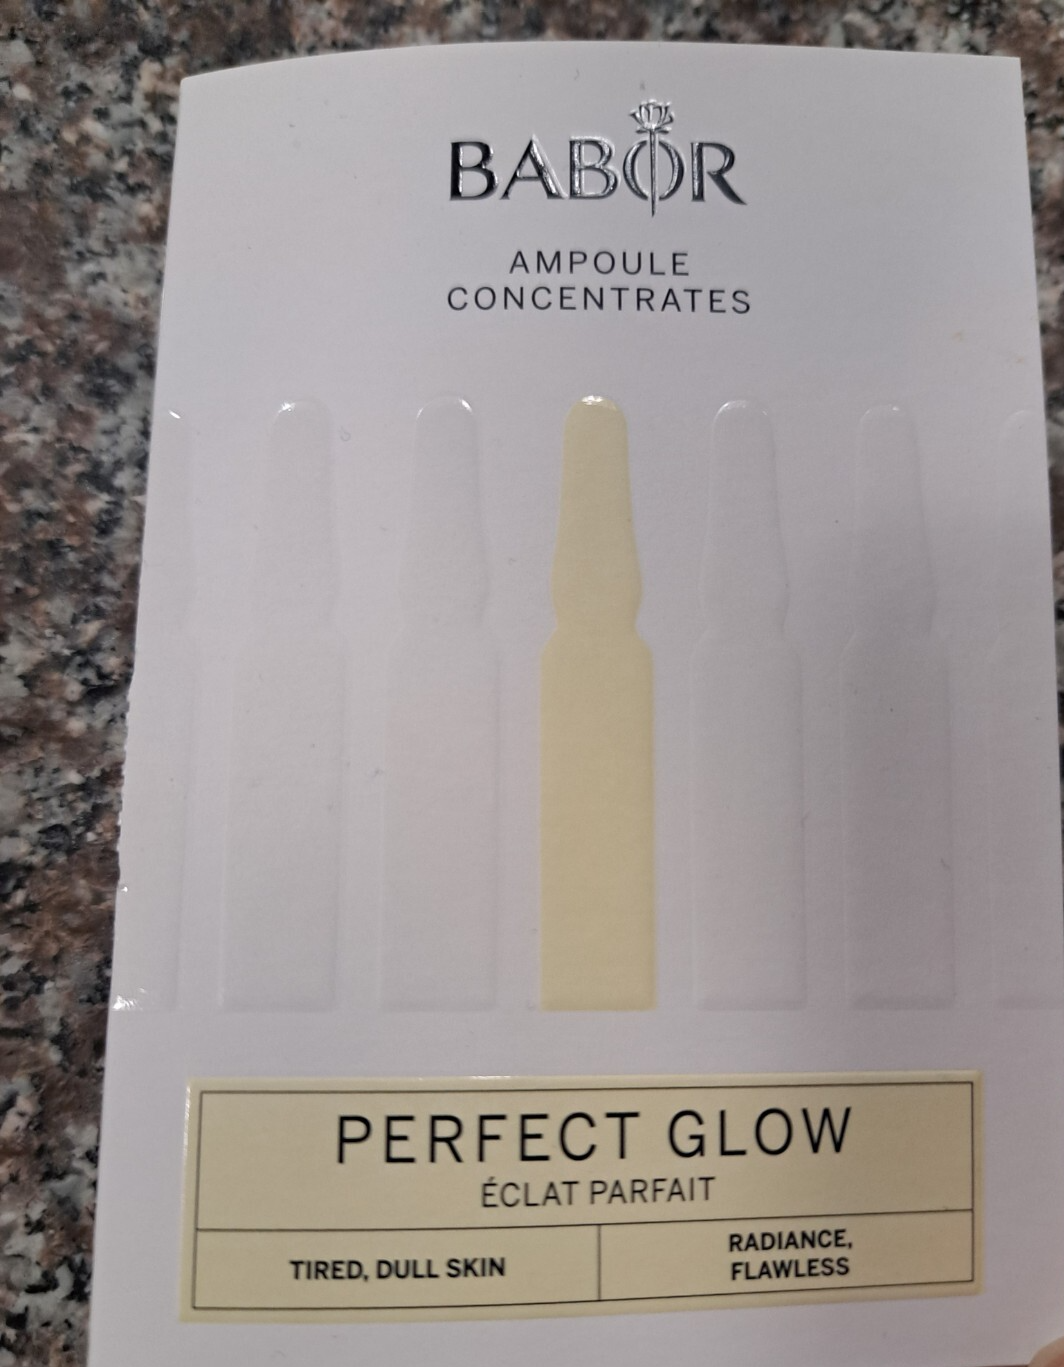 BABOR
AMPOULE
CONCENTRATES
PERFECT GLOW
ÉCLAT PARFAIT
TIRED, DULL SKIN
RADIANCE,
FLAWLESS